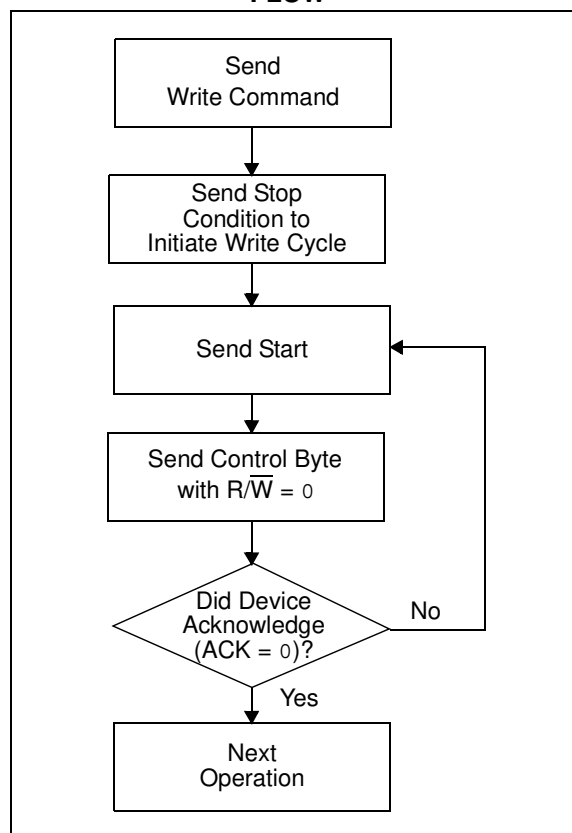 Send
Write Command
Send Stop
Condition to
Initiate Write Cycle
Send Start
Send Control Byte
with R/W̅ = 0
Did Device
Acknowledge
(ACK = 0)?
No
Yes
Next
Operation